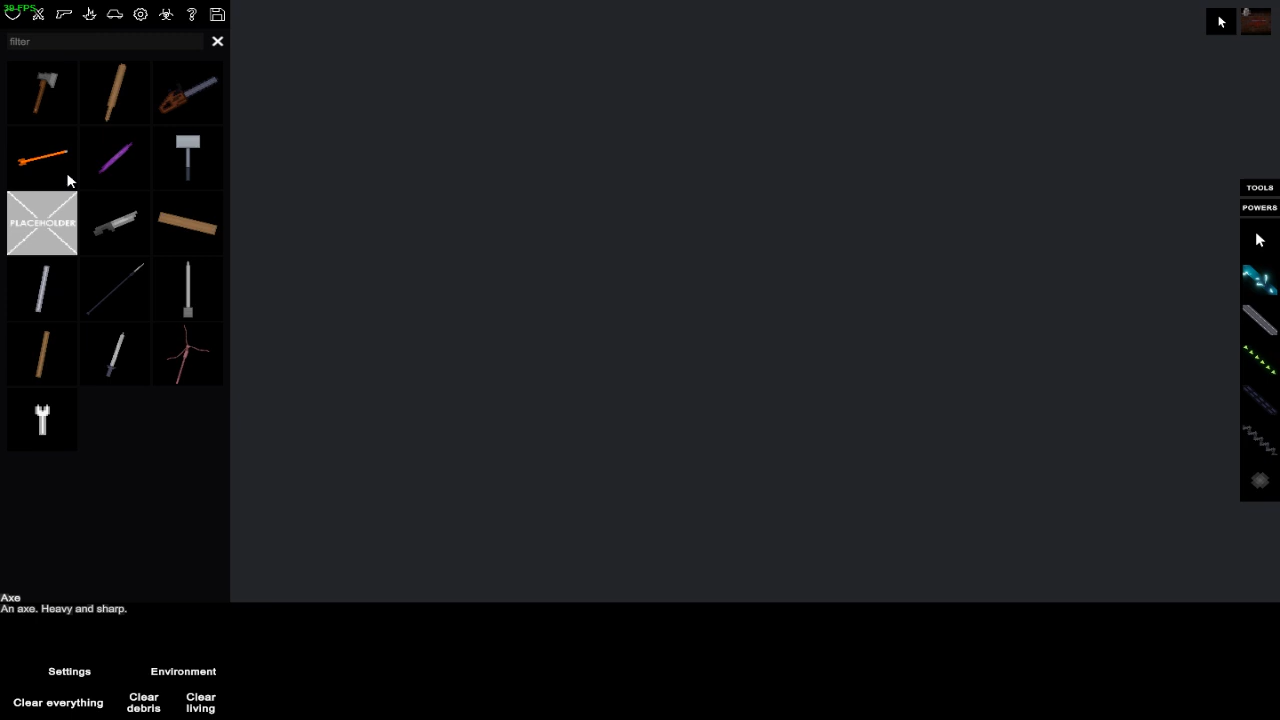 39 FPS
filter
PLACEHOLDER
TOOLS
POWERS
Axe
An axe. Heavy and sharp.
Settings
Environment
Clear everything
Clear
debris
Clear
living